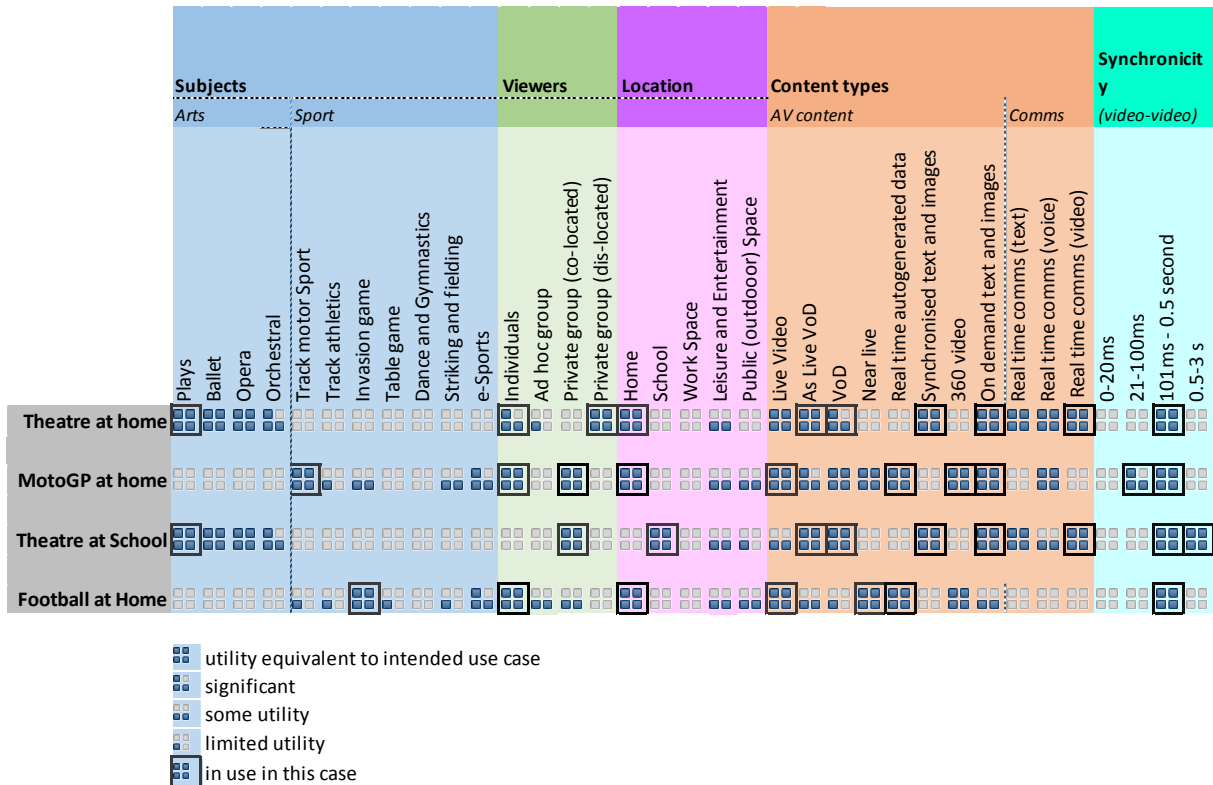 Subjects
Viewers
Location
Content types
Synchronicit
y
Arts
Sport
AV content
Comms
(video-video)
Plays
Ballet
Opera
Orchestral
Track motor Sport
Track athletics
Invasion game
Table game
Dance and Gymnastics
Striking and fielding
e-Sports
Individuals
Ad hoc group
Private group (co-located)
Private group (dis-located)
Home
School
Work Space
Leisure and Entertainment
Public (outdooor) Space
Live Video
As Live VoD
VoD
Near live
Real time autogenerated data
Synchronised text and images
360 video
On demand text and images
Real time comms (text)
Real time comms (voice)
Real time comms (video)
0-20ms
21-100ms
101ms - 0.5 second
0.5-3 s
Theatre at home
MotoGP at home
Theatre at School
Football at Home
utility equivalent to intended use case
significant
some utility
limited utility
in use in this case